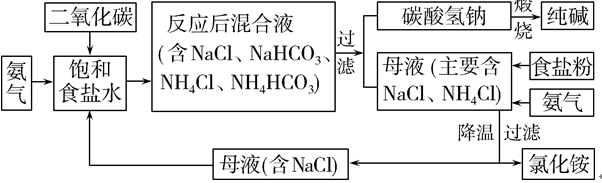 二氧化碳
氨气
饱和
食盐水
反应后混合液
(含NaCl、NaHCO₃、
NH₄Cl、NH₄HCO₃)
过滤
碳酸氢钠
煅烧
纯碱
母液 (主要含
NaCl、NH₄Cl)
食盐粉
氨气
降温
过滤
母液(含NaCl)
氯化铵